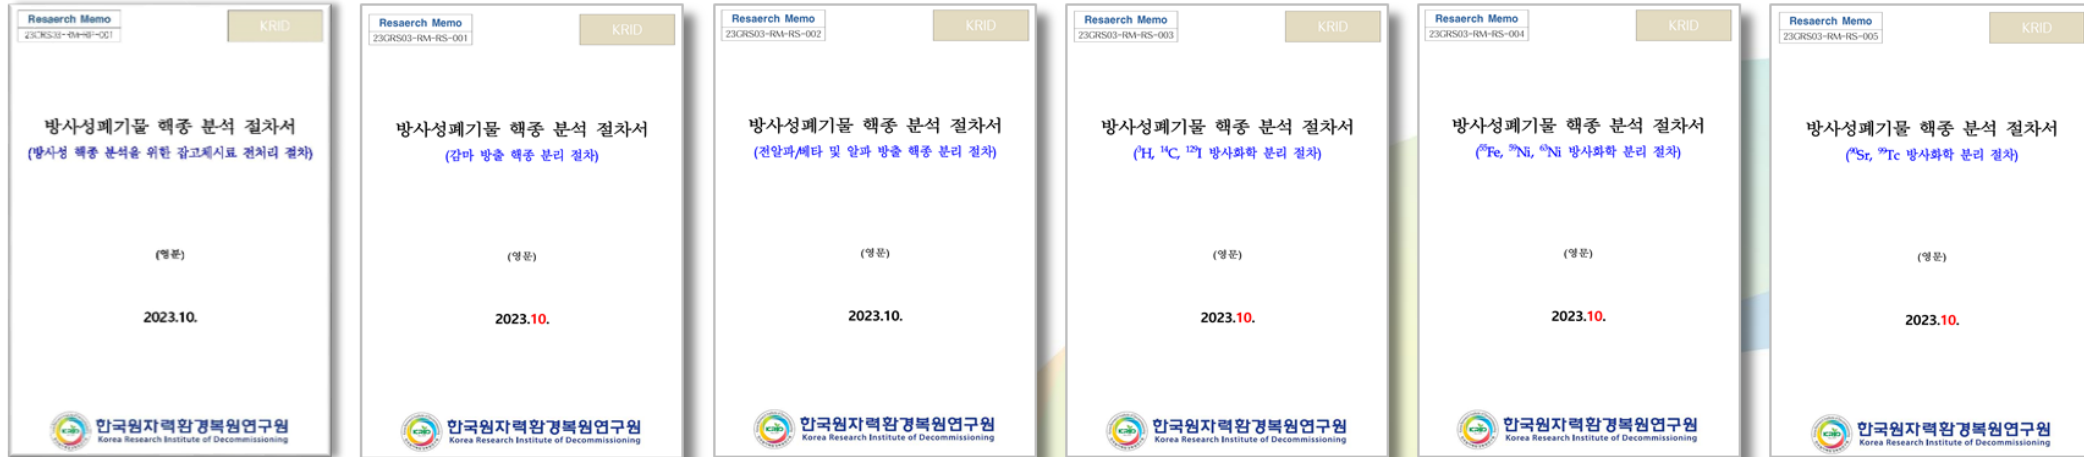 Resaerch Memo
KRID
방사성폐기물 핵종 분석 절차서
(방사성 핵종 분석을 위한 잡고체시료 전처리 절차)
(영문)
2023.10.
한국원자력환경복원연구원
Korea Research Institute of Decommissioning
Resaerch Memo
23GRS03-RM-RS-001
KRID
방사성폐기물 핵종 분석 절차서
(감마 방출 핵종 분리 절차)
(영문)
2023.10.
한국원자력환경복원연구원
Korea Research Institute of Decommissioning
Resaerch Memo
23GRS03-RM-RS-002
KRID
방사성폐기물 핵종 분석 절차서
(전알파/베타 및 알파 방출 핵종 분리 절차)
(영문)
2023.10.
한국원자력환경복원연구원
Korea Research Institute of Decommissioning
Resaerch Memo
23GRS03-RM-RS-003
KRID
방사성폐기물 핵종 분석 절차서
(³H, ¹⁴C, ¹²⁹I 방사화학 분리 절차)
(영문)
2023.10.
한국원자력환경복원연구원
Korea Research Institute of Decommissioning
Resaerch Memo
23GRS03-RM-RS-004
KRID
방사성폐기물 핵종 분석 절차서
(⁵⁵Fe, ⁵⁹Ni, ⁶³Ni 방사화학 분리 절차)
(영문)
2023.10.
한국원자력환경복원연구원
Korea Research Institute of Decommissioning
Resaerch Memo
23GRS03-RM-RS-005
KRID
방사성폐기물 핵종 분석 절차서
(⁹⁰Sr, ⁹⁹Tc 방사화학 분리 절차)
(영문)
2023.10.
한국원자력환경복원연구원
Korea Research Institute of Decommissioning